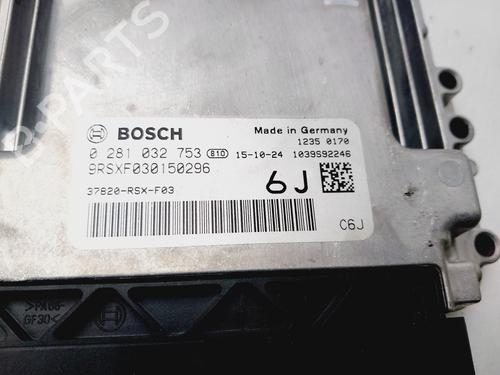 BOSCH
Made in Germany
0 281 032 753 810 15-10-24
1235 0170
1039S92246
9RSXF030150296
6J
37820-RSX-F03
C6J
>PA66-
GF30<
B-PARTS